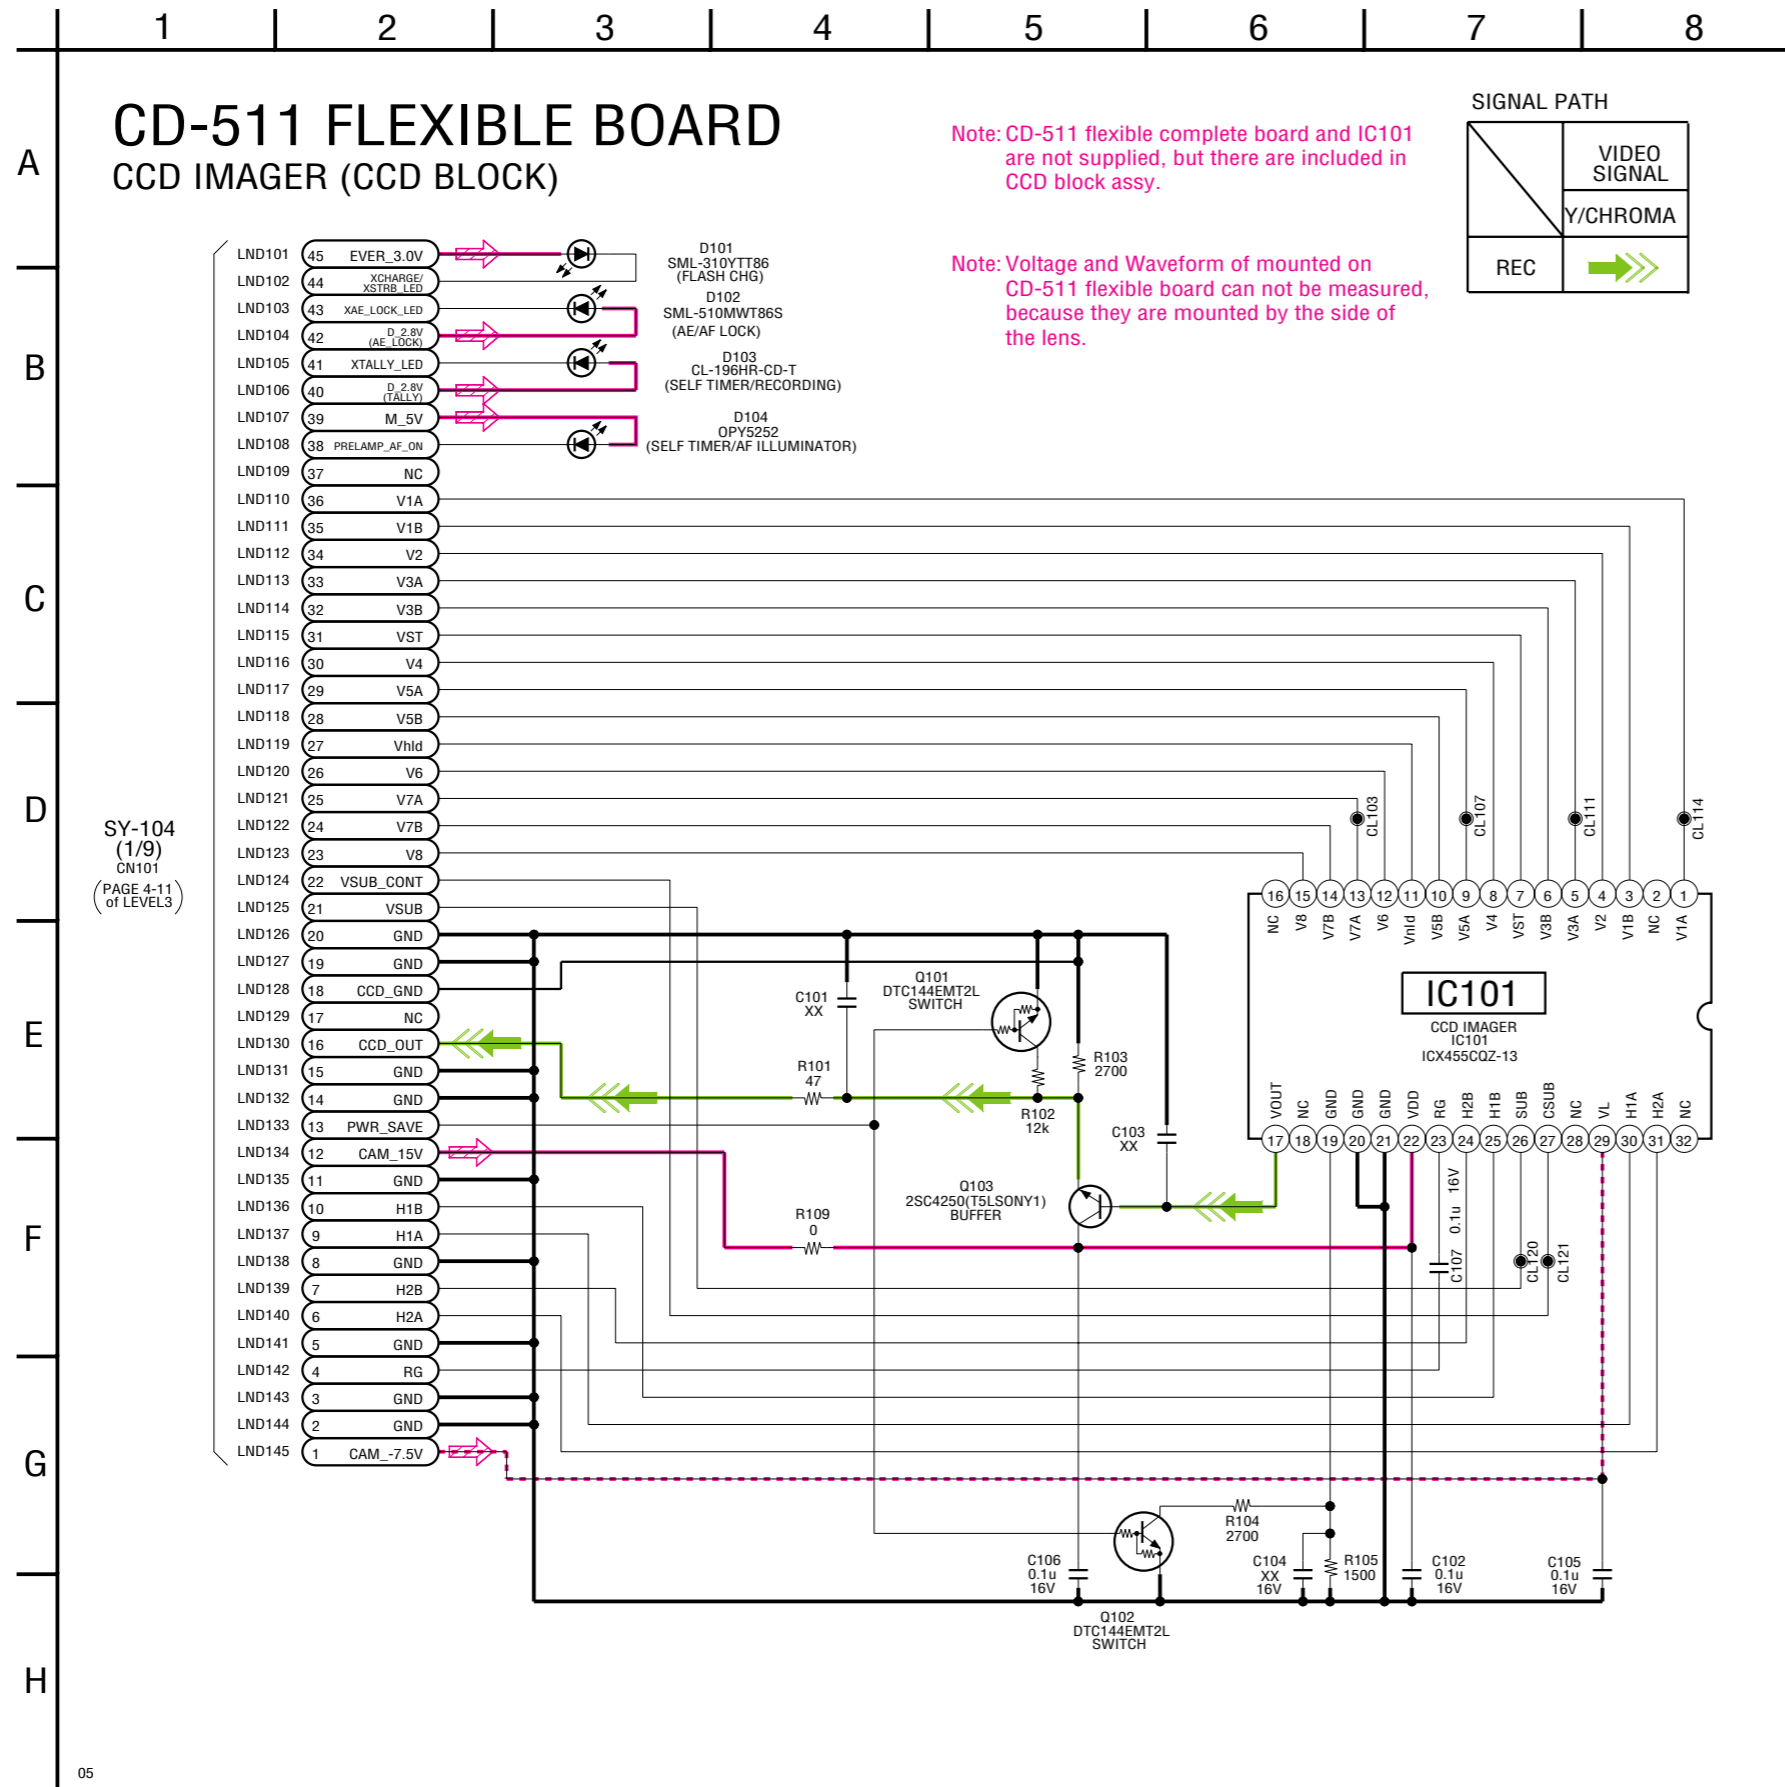 1 2 3 4 5 6 7 8
A
B
C
D
E
F
G
H
CD-511 FLEXIBLE BOARD
CCD IMAGER (CCD BLOCK)
Note: CD-511 flexible complete board and IC101
are not supplied, but there are included in
CCD block assy.
Note: Voltage and Waveform of mounted on
CD-511 flexible board can not be measured,
because they are mounted by the side of
the lens.
SIGNAL PATH
VIDEO
SIGNAL
Y/CHROMA
REC
SY-104
(1/9)
CN101
(PAGE 4-11
of LEVEL3)
LND101 45 EVER_3.0V
LND102 44 XCHARGE/
XSTRB_LED
LND103 43 XAE_LOCK_LED
LND104 42 D_2.8V
(AE_LOCK)
LND105 41 XTALLY_LED
LND106 40 D_2.8V
(TALLY)
LND107 39 M_5V
LND108 38 PRELAMP_AF_ON
LND109 37 NC
LND110 36 V1A
LND111 35 V1B
LND112 34 V2
LND113 33 V3A
LND114 32 V3B
LND115 31 VST
LND116 30 V4
LND117 29 V5A
LND118 28 V5B
LND119 27 Vhld
LND120 26 V6
LND121 25 V7A
LND122 24 V7B
LND123 23 V8
LND124 22 VSUB_CONT
LND125 21 VSUB
LND126 20 GND
LND127 19 GND
LND128 18 CCD_GND
LND129 17 NC
LND130 16 CCD_OUT
LND131 15 GND
LND132 14 GND
LND133 13 PWR_SAVE
LND134 12 CAM_15V
LND135 11 GND
LND136 10 H1B
LND137 9 H1A
LND138 8 GND
LND139 7 H2B
LND140 6 H2A
LND141 5 GND
LND142 4 RG
LND143 3 GND
LND144 2 GND
LND145 1 CAM_-7.5V
D101
SML-310YTT86
(FLASH CHG)
D102
SML-510MWT86S
(AE/AF LOCK)
D103
CL-196HR-CD-T
(SELF TIMER/RECORDING)
D104
OPY5252
(SELF TIMER/AF ILLUMINATOR)
CL103
CL107
CL111
CL114
16 15 14 13 12 11 10 9 8 7 6 5 4 3 2 1
NC V8 V7B V7A V6 Vhld V5B V5A V4 VST V3B V3A V2 V1B NC V1A
IC101
CCD IMAGER
IC101
ICX455CQZ-13
VOUT NC GND GND GND VDD RG H2B H1B SUB CSUB NC VL H1A H2A NC
17 18 19 20 21 22 23 24 25 26 27 28 29 30 31 32
C101
XX
Q101
DTC144EMT2L
SWITCH
R101
47
R103
2700
R102
12k
C103
XX
Q103
2SC4250(T5LSONY1)
BUFFER
R109
0
C107 0.1u 16V
CL120
CL121
R104
2700
C106
0.1u
16V
C104
XX
16V
R105
1500
C102
0.1u
16V
C105
0.1u
16V
Q102
DTC144EMT2L
SWITCH
05